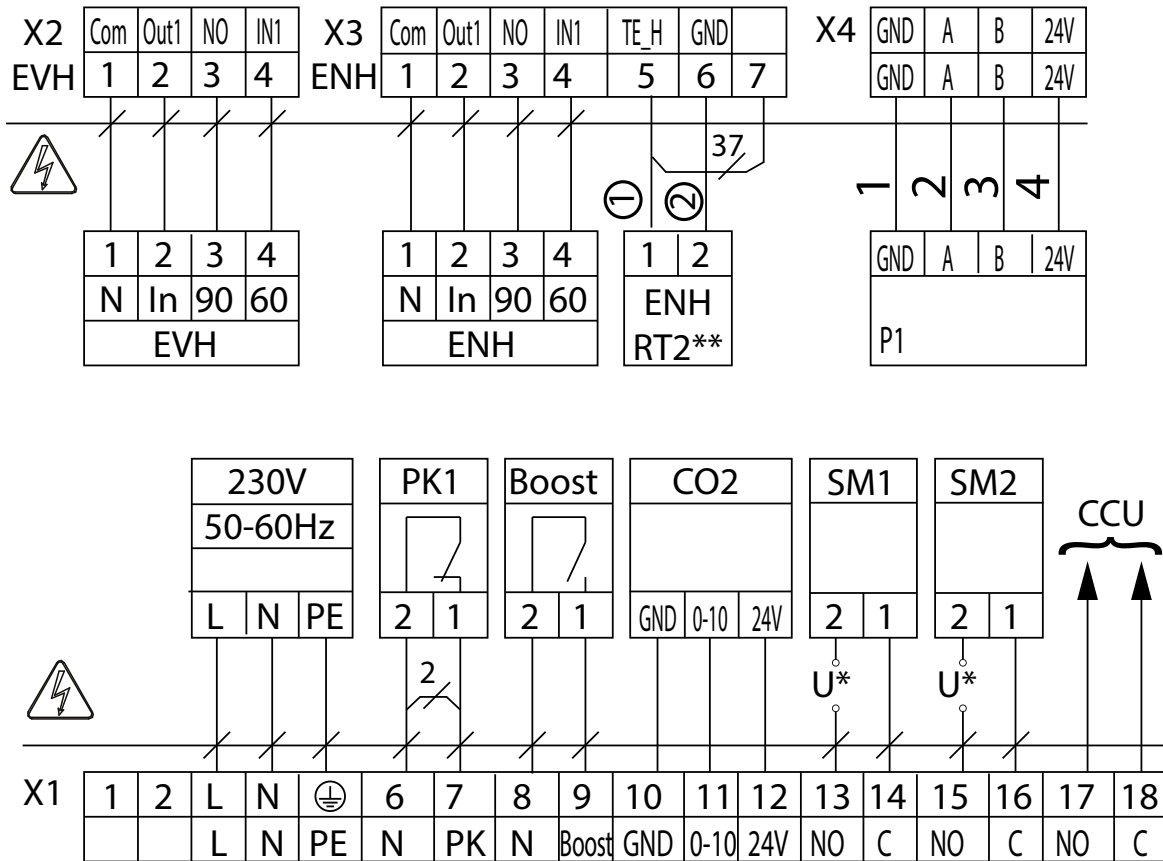 X2 Com Out1 NO IN1 X3 Com Out1 NO IN1 TE_H GND X4 GND A B 24V
EVH 1 2 3 4 ENH 1 2 3 4 5 6 7 GND A B 24V
37
① ② 1 2 3 4
1 2 3 4 1 2 3 4 1 2 GND A B 24V
N In 90 60 N In 90 60 ENH
EVH ENH RT2** P1
230V PK1 Boost CO2 SM1 SM2 CCU
50-60Hz
L N PE 2 1 2 1 GND 0-10 24V 2 1 2 1
2 U* U*
X1 1 2 L N 6 7 8 9 10 11 12 13 14 15 16 17 18
L N PE N PK N Boost GND 0-10 24V NO C NO C NO C